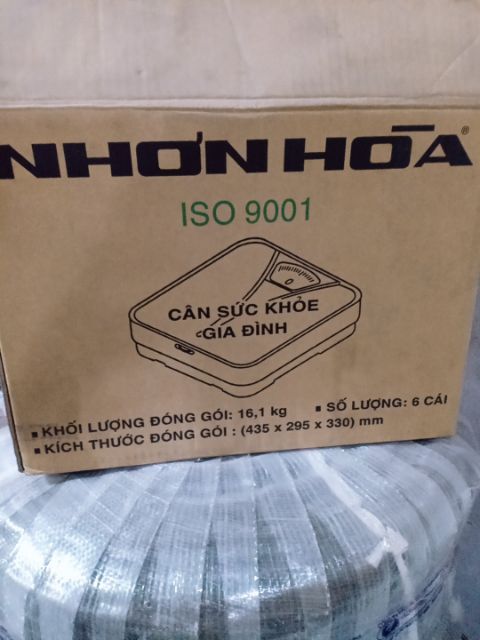 NHƠN HÒA®
ISO 9001
CÂN SỨC KHỎE
GIA ĐÌNH
▪ KHỐI LƯỢNG ĐÓNG GÓI: 16,1 kg ▪ SỐ LƯỢNG: 6 CÁI
▪ KÍCH THƯỚC ĐÓNG GÓI : (435 x 295 x 330) mm